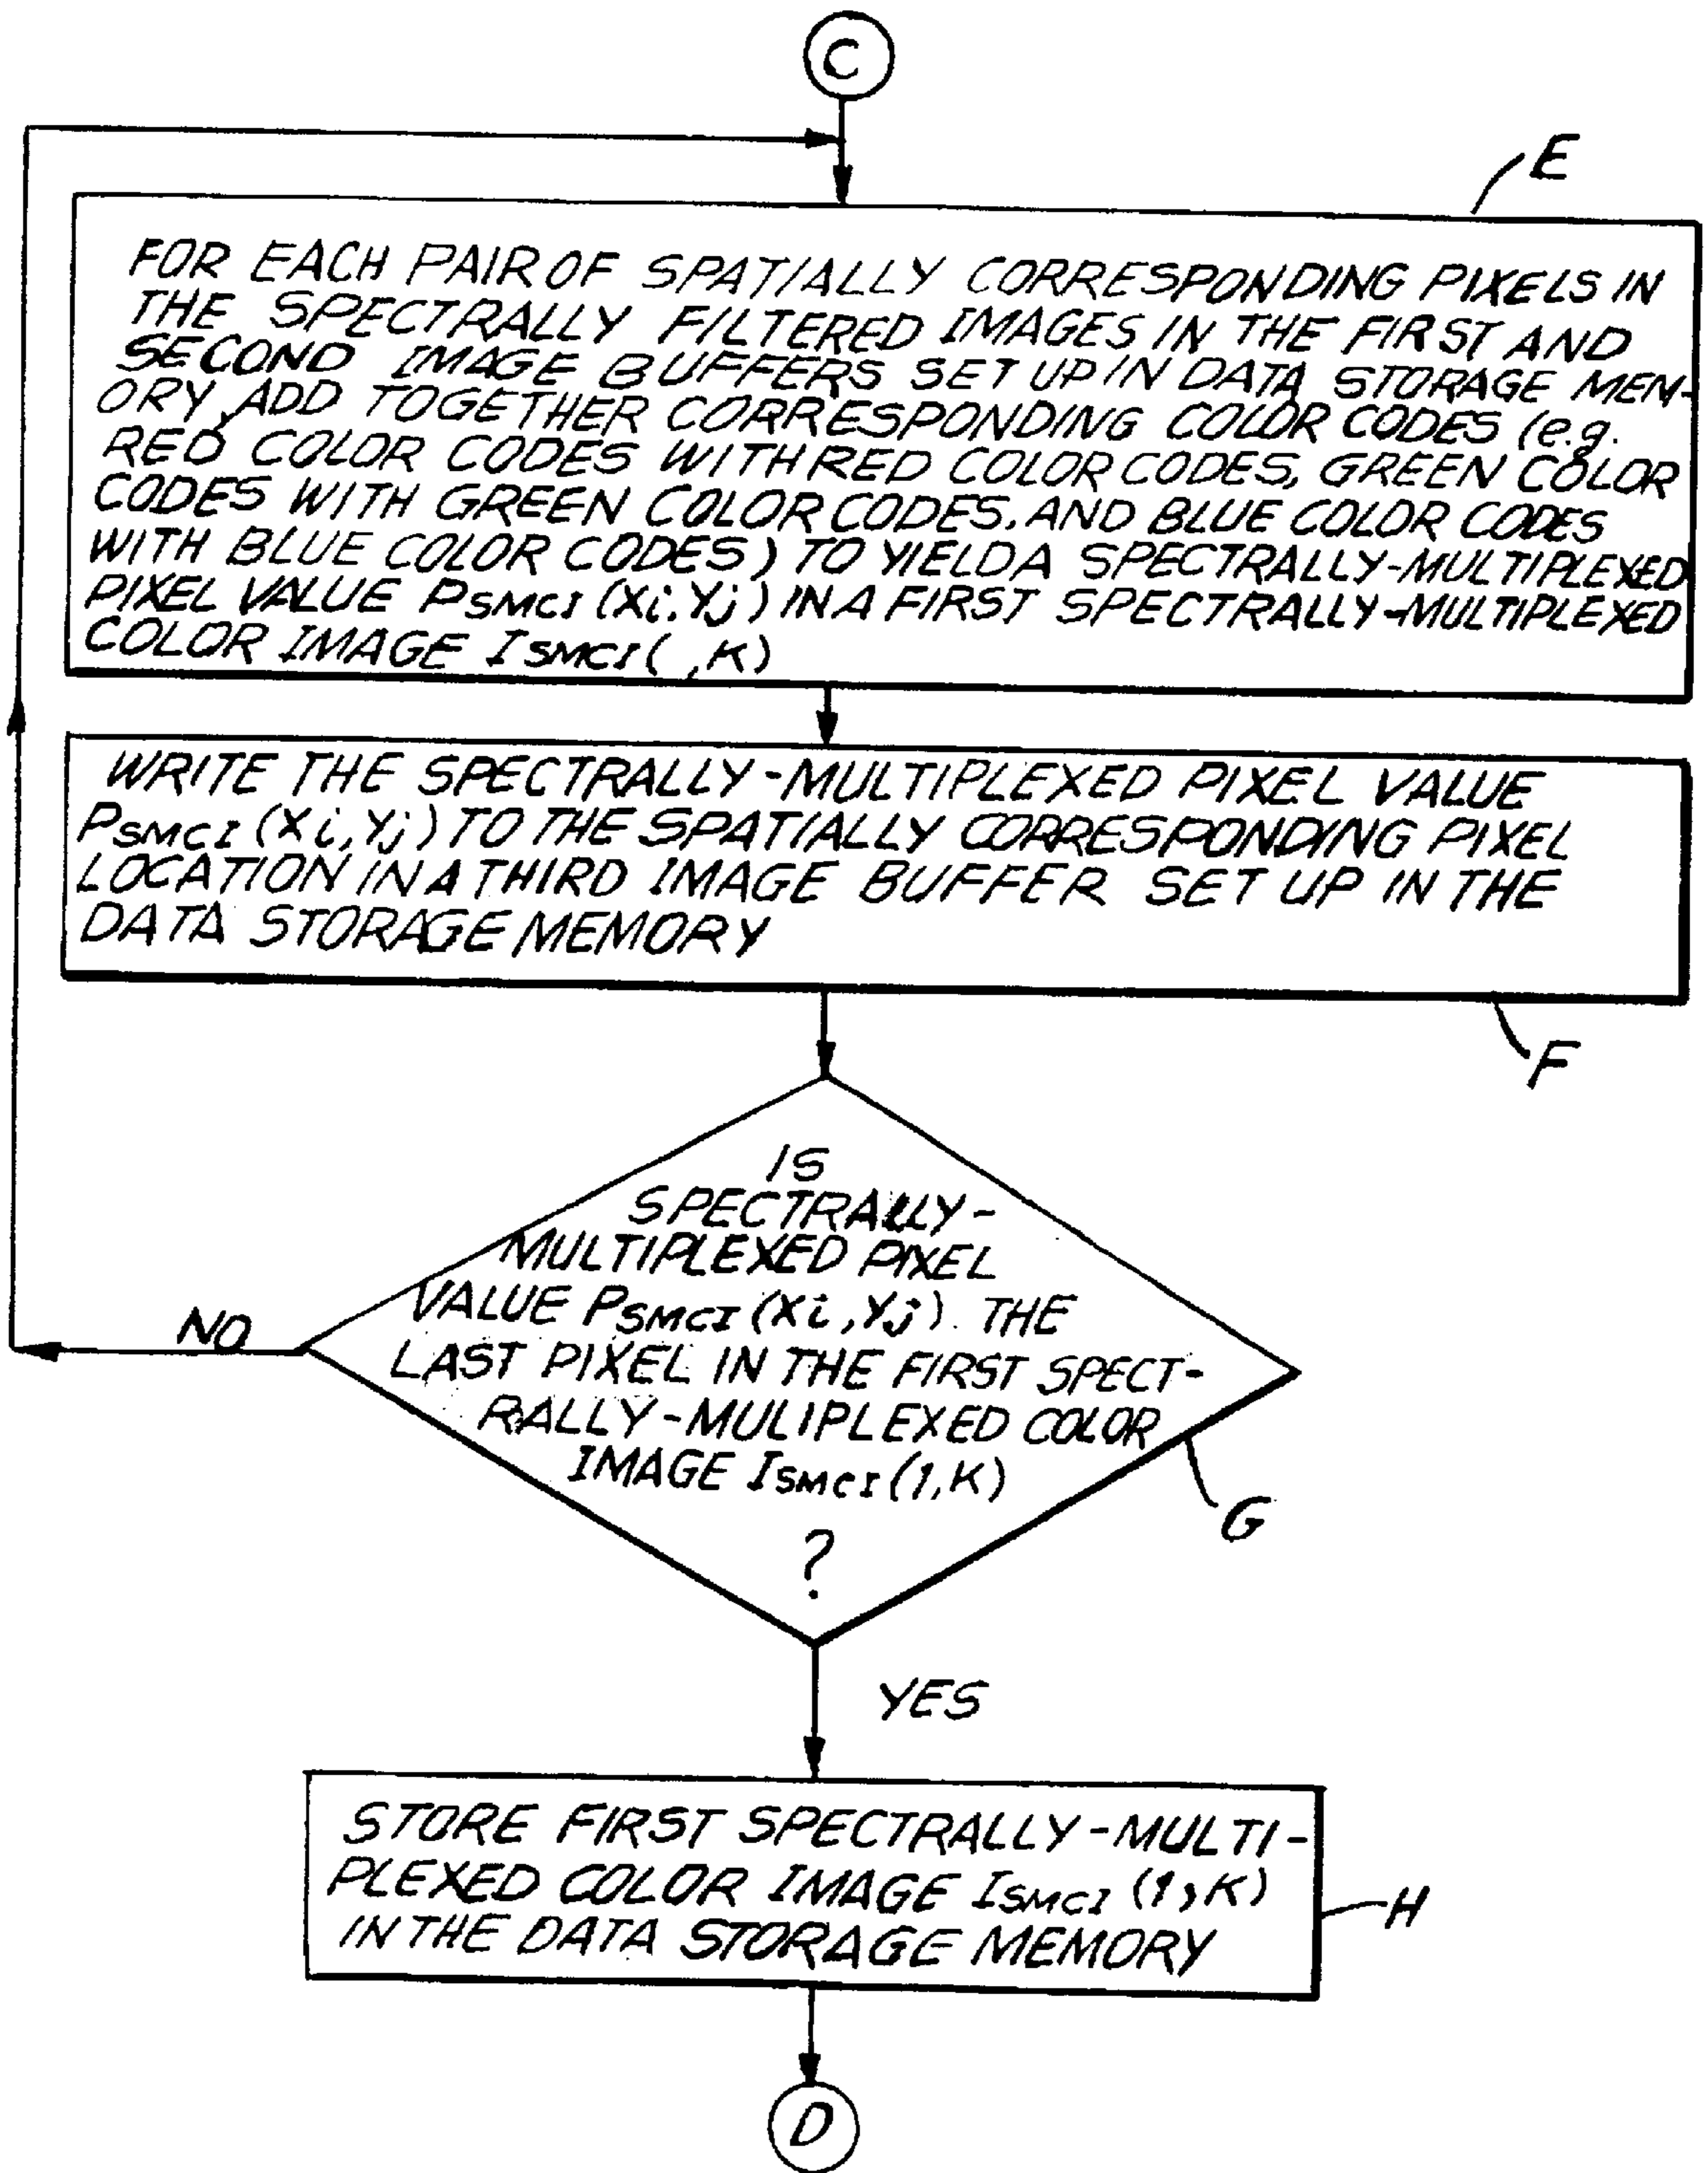 C
E
FOR EACH PAIR OF SPATIALLY CORRESPONDING PIXELS IN
THE SPECTRALLY FILTERED IMAGES IN THE FIRST AND
SECOND IMAGE BUFFERS SET UP IN DATA STORAGE MEN-
ORY, ADD TOGETHER CORRESPONDING COLOR CODES (e.g.
RED COLOR CODES WITH RED COLOR CODES, GREEN COLOR
CODES WITH GREEN COLOR CODES, AND BLUE COLOR CODES
WITH BLUE COLOR CODES) TO YIELD A SPECTRALLY-MULTIPLEXED
PIXEL VALUE PSMCI (Xi, Yj) IN A FIRST SPECTRALLY-MULTIPLEXED
COLOR IMAGE ISMCI ( ,K)
WRITE THE SPECTRALLY-MULTIPLEXED PIXEL VALUE
PSMCI (Xi, Yj) TO THE SPATIALLY CORRESPONDING PIXEL
LOCATION IN A THIRD IMAGE BUFFER SET UP IN THE
DATA STORAGE MEMORY
F
IS
SPECTRALLY-
MULTIPLEXED PIXEL
VALUE PSMCI (Xi, Yj). THE
LAST PIXEL IN THE FIRST SPECT-
RALLY-MULIPLEXED COLOR
IMAGE ISMCI (1,K)
?
NO
G
YES
STORE FIRST SPECTRALLY-MULTI-
PLEXED COLOR IMAGE ISMCI (1,K)
IN THE DATA STORAGE MEMORY
H
D